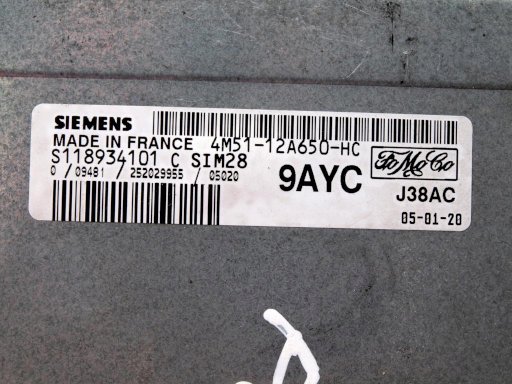 SIEMENS
MADE IN FRANCE 4M51-12A650-HC
S118934101 C SIM28
0 / 09481 / 252029955 / 05020
9AYC
FoMoCo
J38AC
05-01-20